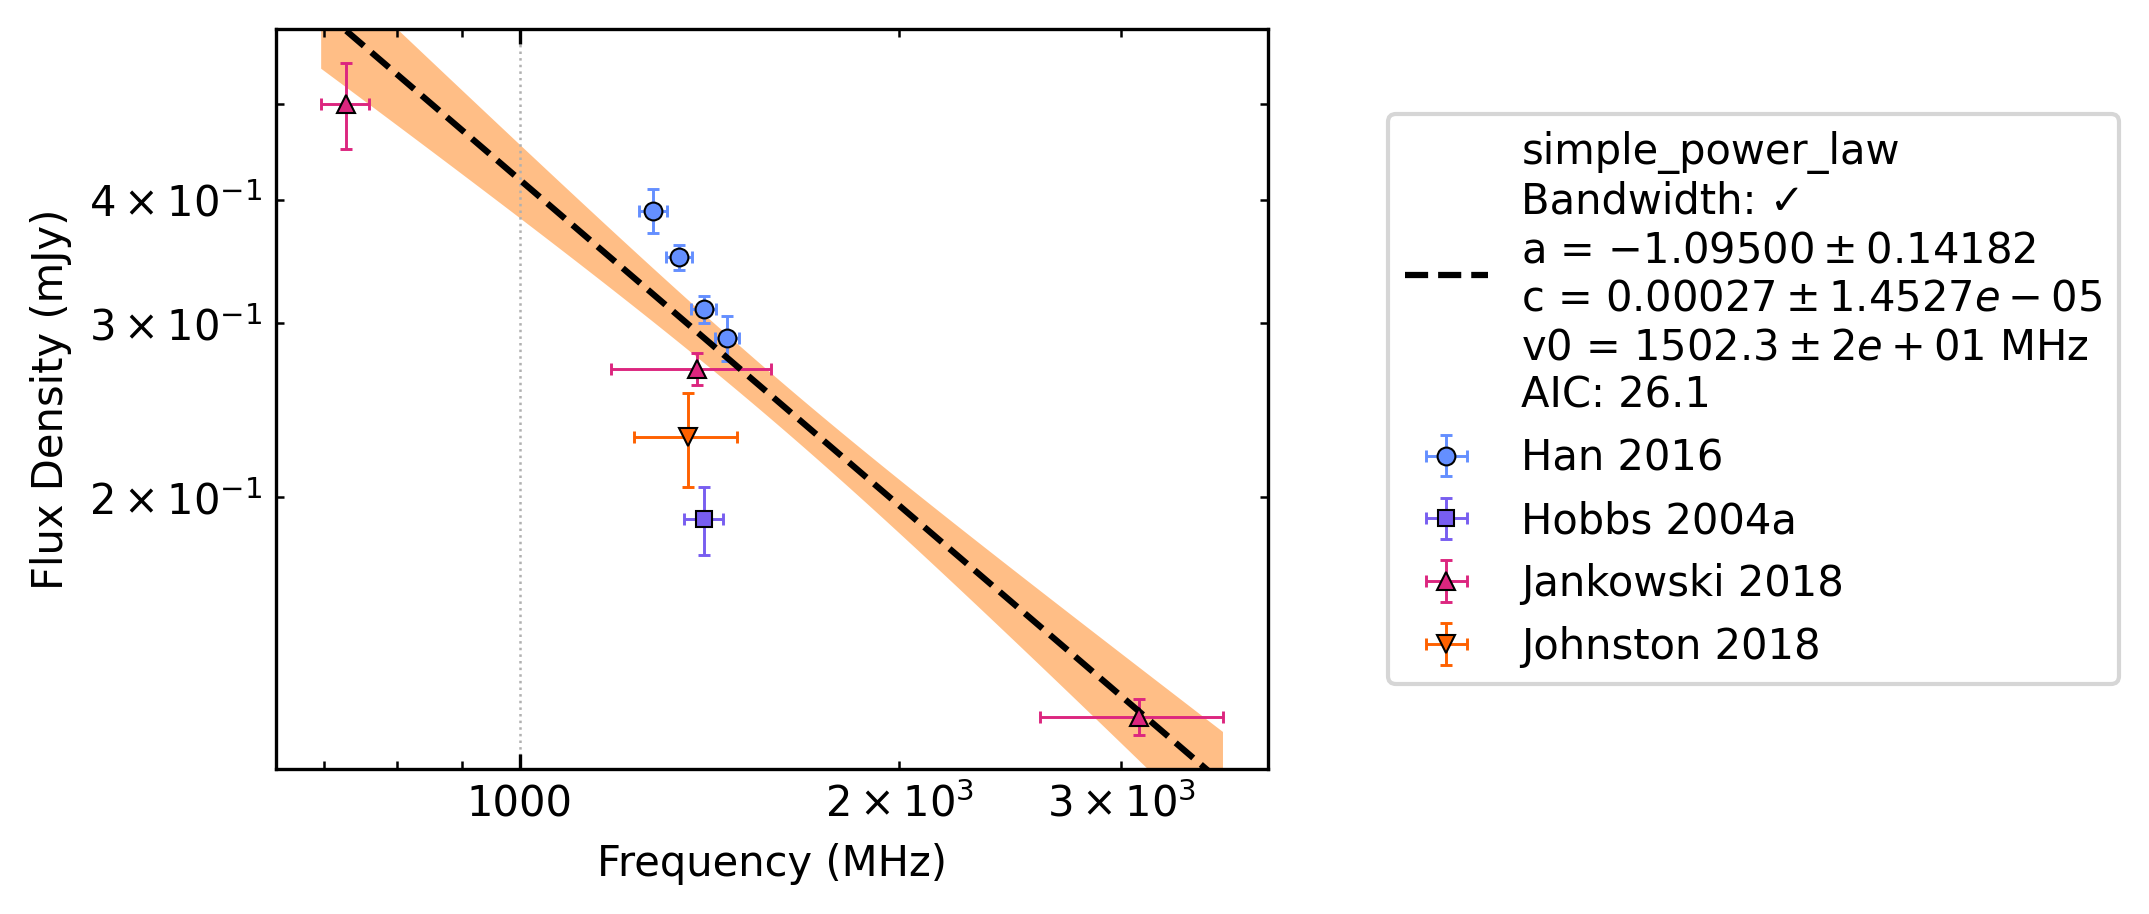 Flux Density (mJy)
4 × 10⁻¹
3 × 10⁻¹
2 × 10⁻¹
1000
2 × 10³
3 × 10³
Frequency (MHz)
simple_power_law
Bandwidth: ✓
a = −1.09500 ± 0.14182
c = 0.00027 ± 1.4527e − 05
v0 = 1502.3 ± 2e + 01 MHz
AIC: 26.1
Han 2016
Hobbs 2004a
Jankowski 2018
Johnston 2018